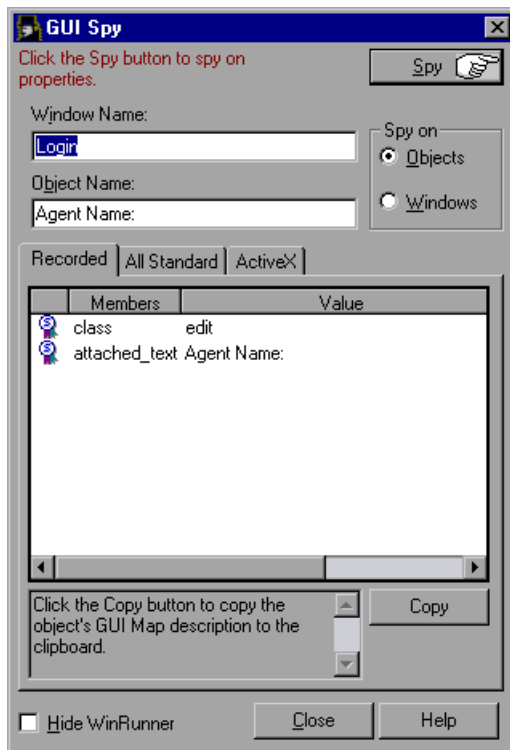 GUI Spy
Click the Spy button to spy on
properties.
Spy
Window Name:
Login
Spy on
Objects
Windows
Object Name:
Agent Name:
Recorded All Standard ActiveX
Members Value
class edit
attached_text Agent Name:
Click the Copy button to copy the
object's GUI Map description to the
clipboard.
Copy
Hide WinRunner
Close
Help